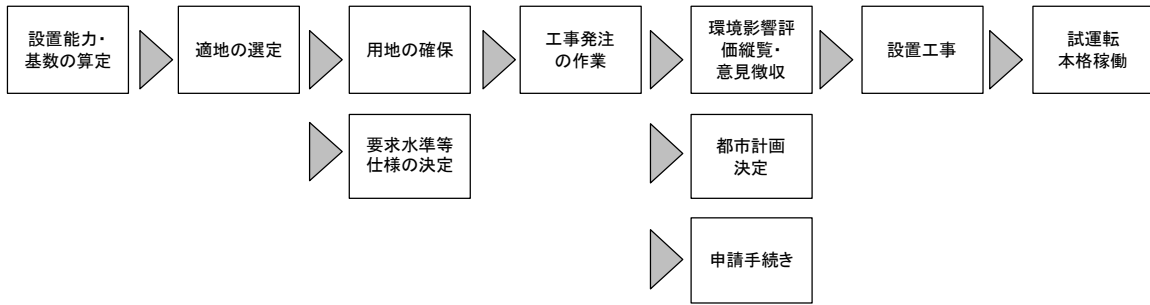 設置能力・
基数の算定
適地の選定
用地の確保
工事発注
の作業
環境影響評
価縦覧・
意見徴収
設置工事
試運転
本格稼働
要求水準等
仕様の決定
都市計画
決定
申請手続き